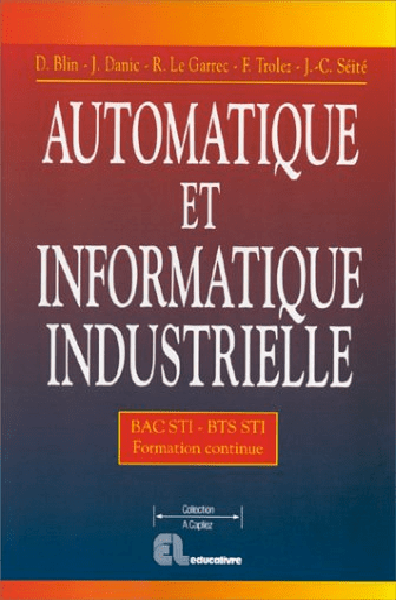 D. Blin - J. Danic - R. Le Garrec - F. Trolez - J.-C. Séité
AUTOMATIQUE
ET
INFORMATIQUE
INDUSTRIELLE
BAC STI - BTS STI
Formation continue
Collection
A. Capliez
EL educalivre